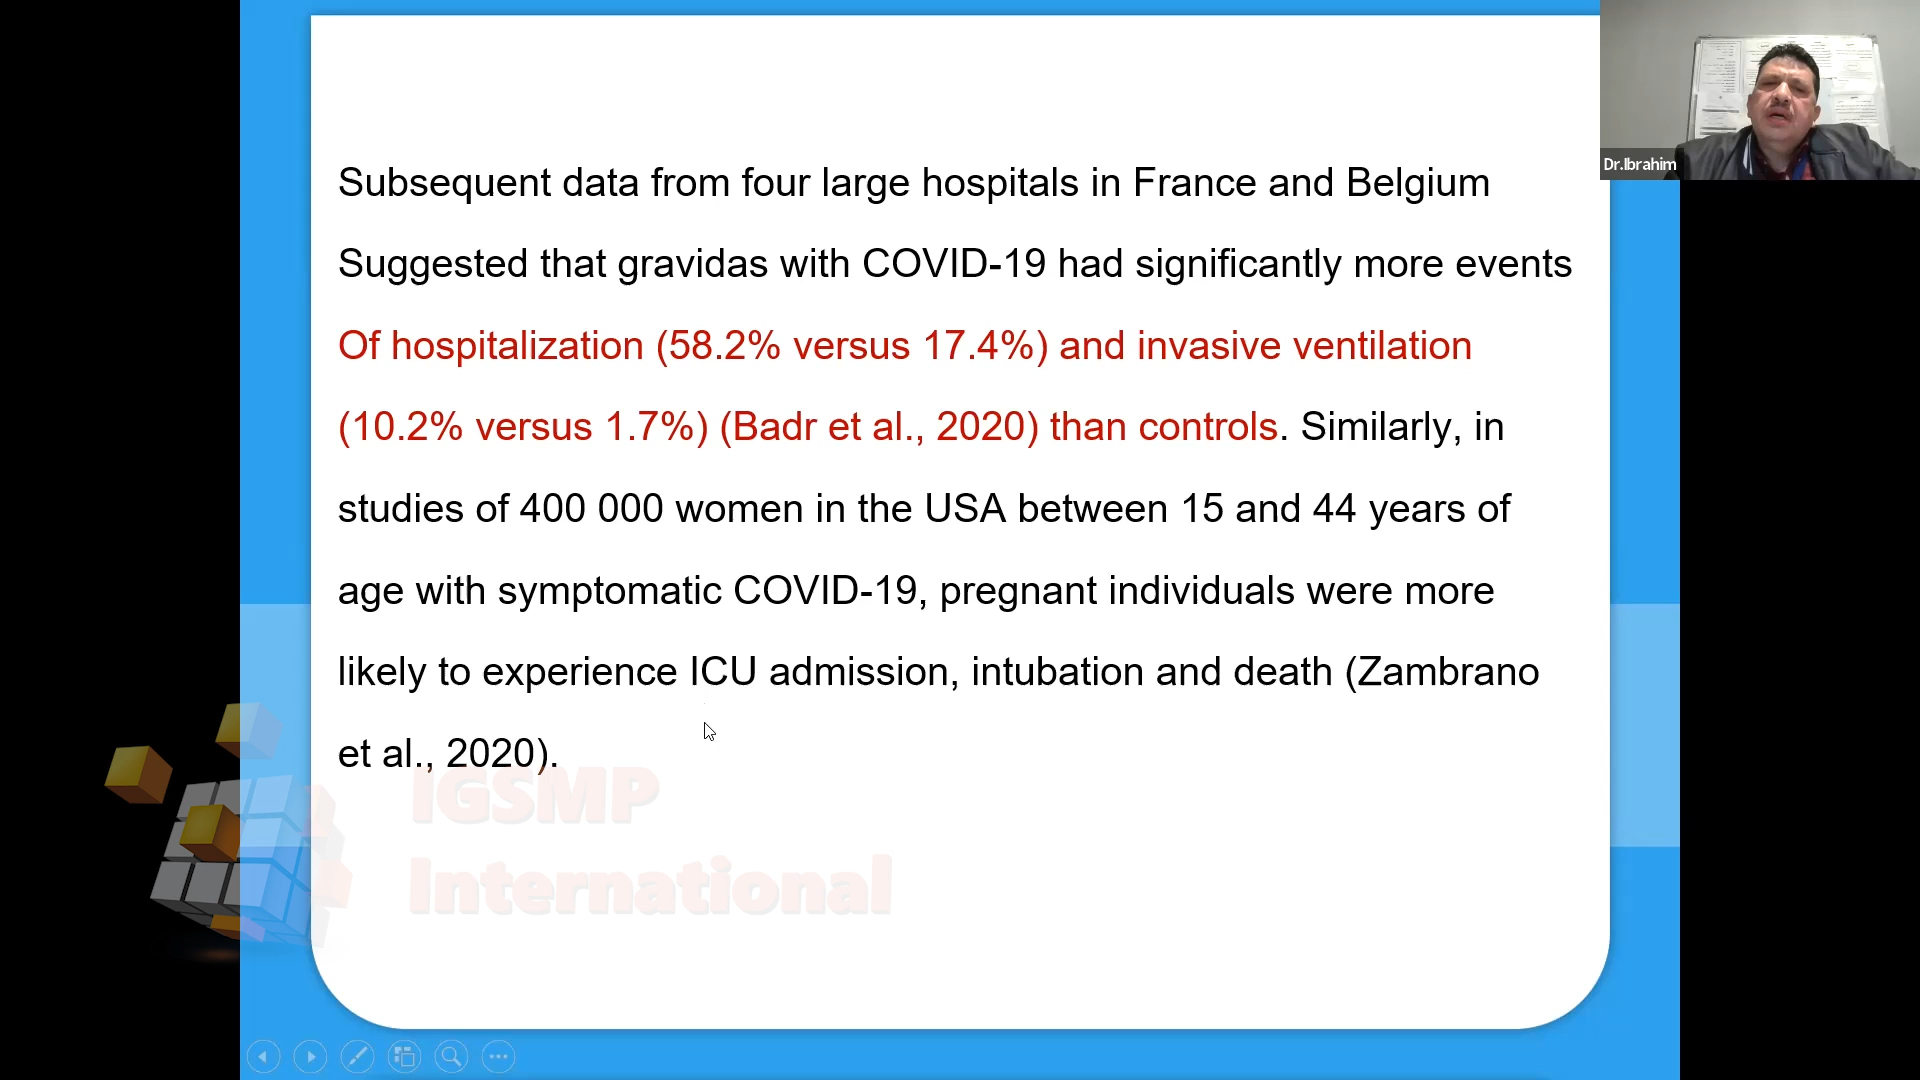 Subsequent data from four large hospitals in France and Belgium
Suggested that gravidas with COVID-19 had significantly more events
Of hospitalization (58.2% versus 17.4%) and invasive ventilation
(10.2% versus 1.7%) (Badr et al., 2020) than controls. Similarly, in
studies of 400 000 women in the USA between 15 and 44 years of
age with symptomatic COVID-19, pregnant individuals were more
likely to experience ICU admission, intubation and death (Zambrano
et al., 2020).
IGSMP
International
Dr.Ibrahim